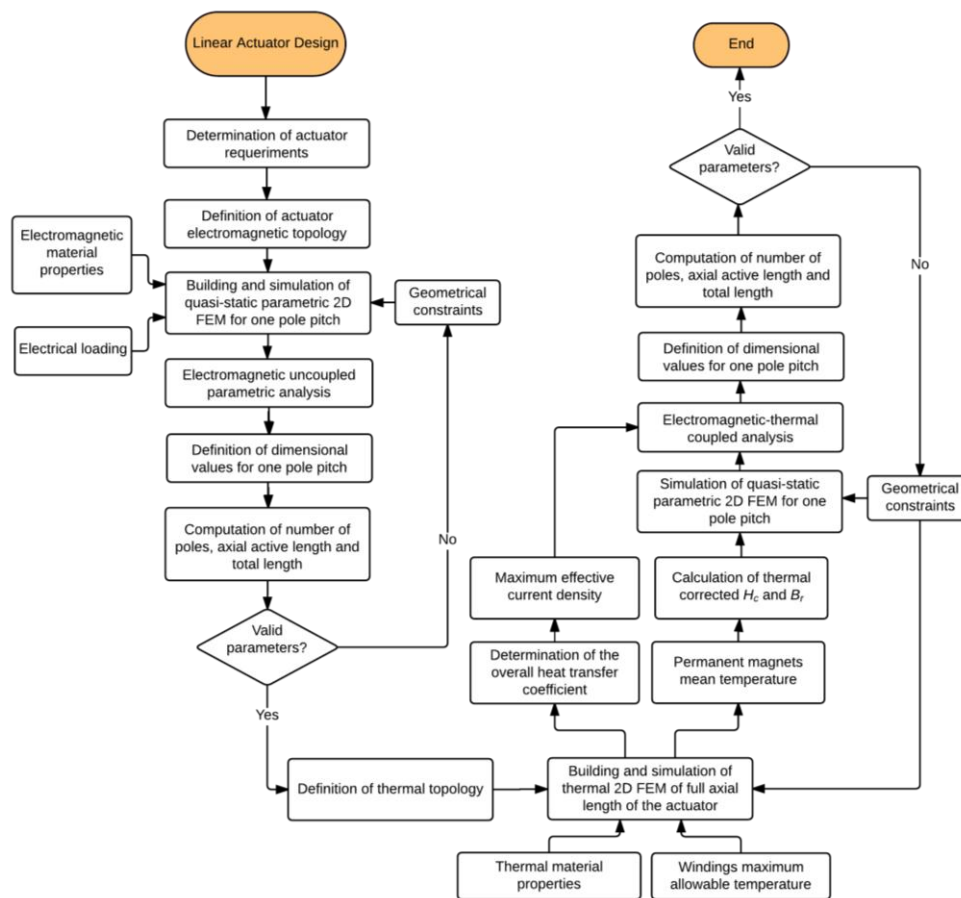 Linear Actuator Design
Determination of actuator
requeriments
Definition of actuator
electromagnetic topology
Electromagnetic
material
properties
Building and simulation of
quasi-static parametric 2D
FEM for one pole pitch
Geometrical
constraints
Electrical loading
Electromagnetic uncoupled
parametric analysis
Definition of dimensional
values for one pole pitch
Computation of number of
poles, axial active length and
total length
No
Valid
parameters?
Yes
Definition of thermal topology
End
Yes
Valid
parameters?
No
Computation of number of
poles, axial active length and
total length
Definition of dimensional
values for one pole pitch
Electromagnetic-thermal
coupled analysis
Simulation of quasi-static
parametric 2D FEM for one
pole pitch
Geometrical
constraints
Maximum effective
current density
Calculation of thermal
corrected Hc and Br
Determination of the
overall heat transfer
coefficient
Permanent magnets
mean temperature
Building and simulation of
thermal 2D FEM of full axial
length of the actuator
Thermal material
properties
Windings maximum
allowable temperature